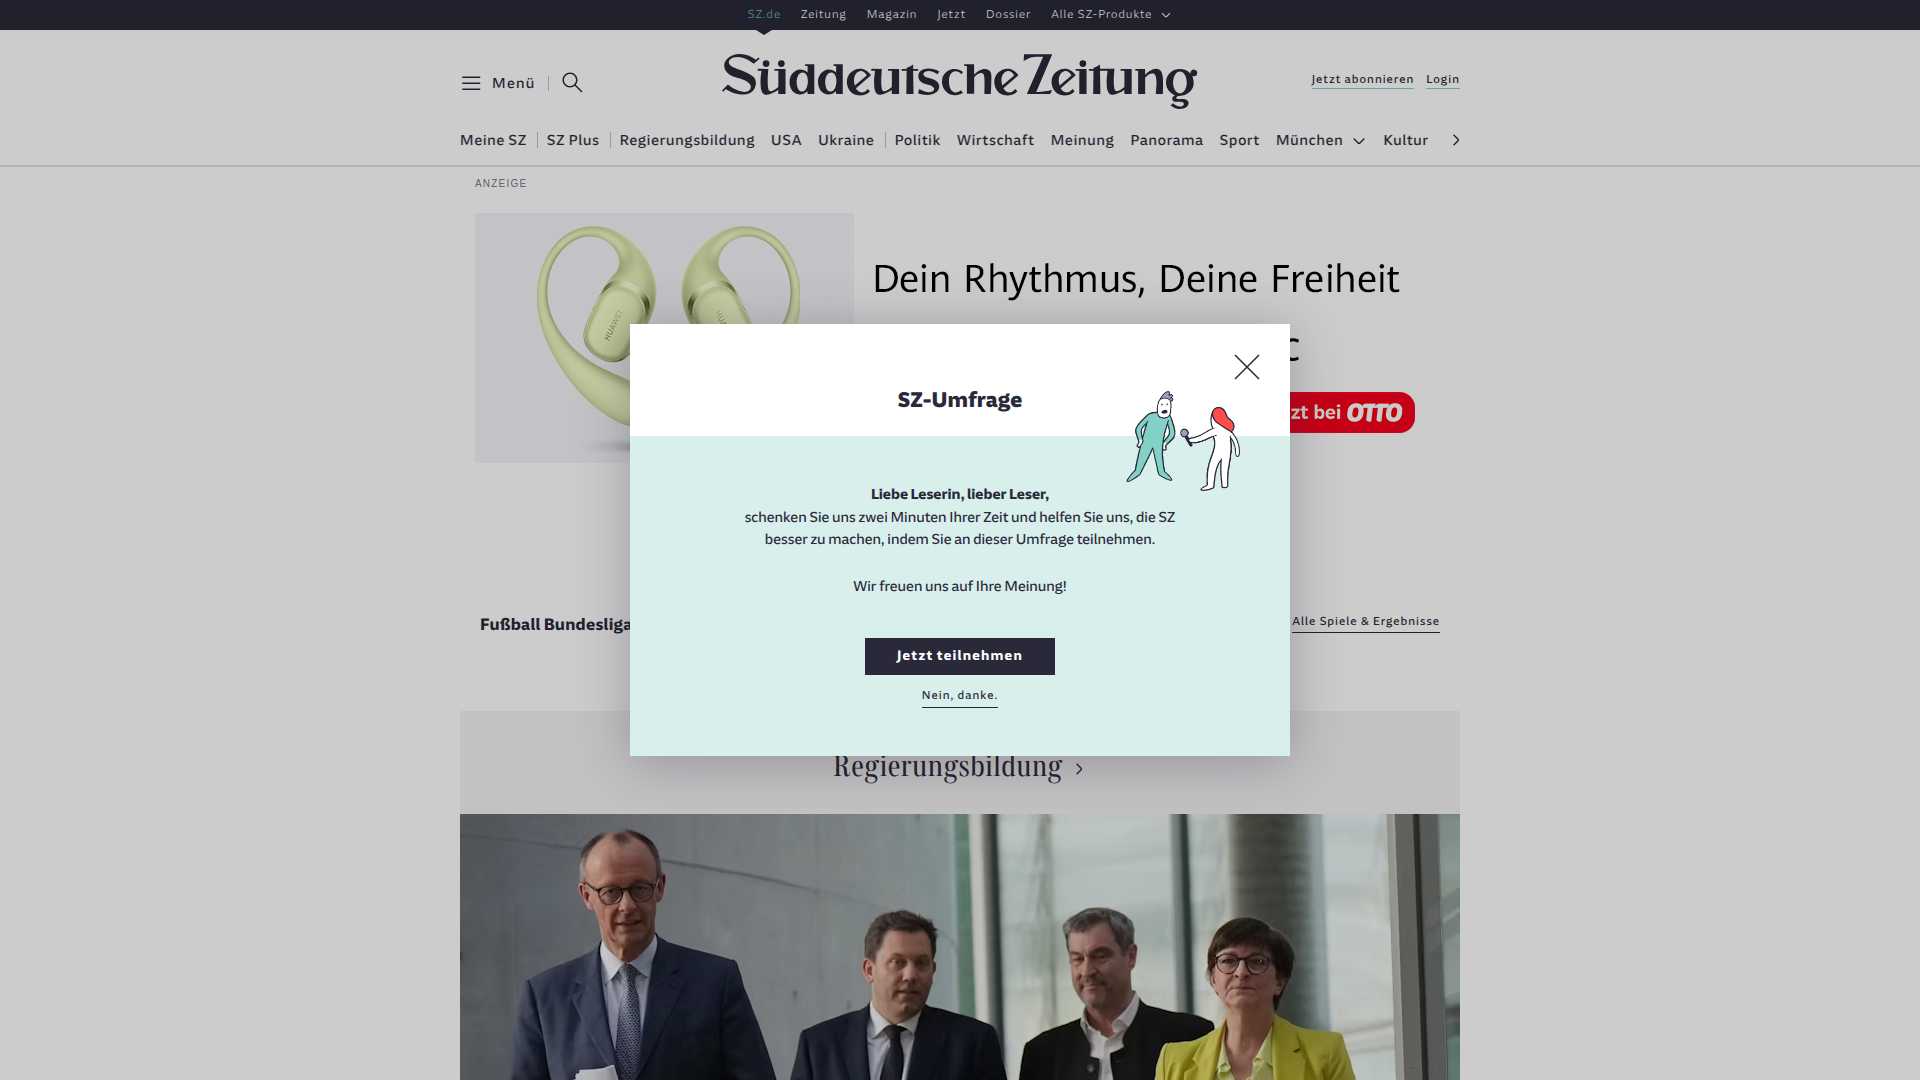 SZ.de Zeitung Magazin Jetzt Dossier Alle SZ-Produkte
Menü
Süddeutsche Zeitung
Jetzt abonnieren Login
Meine SZ SZ Plus Regierungsbildung USA Ukraine Politik Wirtschaft Meinung Panorama Sport München Kultur
ANZEIGE
HUAWEI
Dein Rhythmus, Deine Freiheit
zt bei OTTO
SZ-Umfrage
Liebe Leserin, lieber Leser,
schenken Sie uns zwei Minuten Ihrer Zeit und helfen Sie uns, die SZ
besser zu machen, indem Sie an dieser Umfrage teilnehmen.
Wir freuen uns auf Ihre Meinung!
Fußball Bundesliga
Alle Spiele & Ergebnisse
Jetzt teilnehmen
Nein, danke.
Regierungsbildung